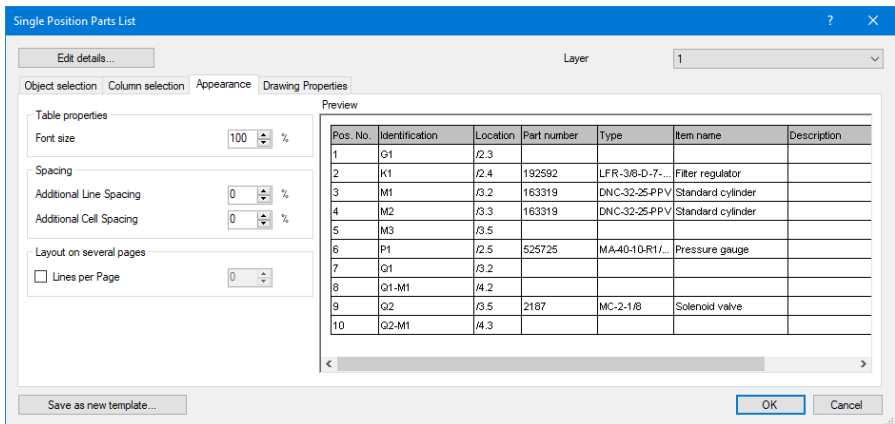 Single Position Parts List ? ×
Edit details... Layer 1
Object selection Column selection Appearance Drawing Properties
Preview
Table properties
Font size 100 %
Spacing
Additional Line Spacing 0 %
Additional Cell Spacing 0 %
Layout on several pages
Lines per Page 0
Pos. No. Identification Location Part number Type Item name Description
1 G1 /2.3
2 K1 /2.4 192592 LFR-3/8-D-7-... Filter regulator
3 M1 /3.2 163319 DNC-32-25-PPV Standard cylinder
4 M2 /3.3 163319 DNC-32-25-PPV Standard cylinder
5 M3 /3.5
6 P1 /2.5 525725 MA-40-10-R1/... Pressure gauge
7 Q1 /3.2
8 Q1-M1 /4.2
9 Q2 /3.5 2187 MC-2-1/8 Solenoid valve
10 Q2-M1 /4.3
Save as new template... OK Cancel